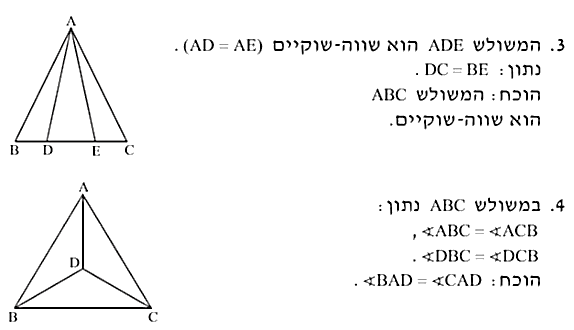 3. המשולש ADE הוא שווה-שוקיים (AD = AE).
נתון: DC = BE.
הוכח: המשולש ABC
הוא שווה-שוקיים.
A
B D E C
4. במשולש ABC נתון:
∢ABC = ∢ACB,
∢DBC = ∢DCB.
הוכח: ∢BAD = ∢CAD.
A
D
B C